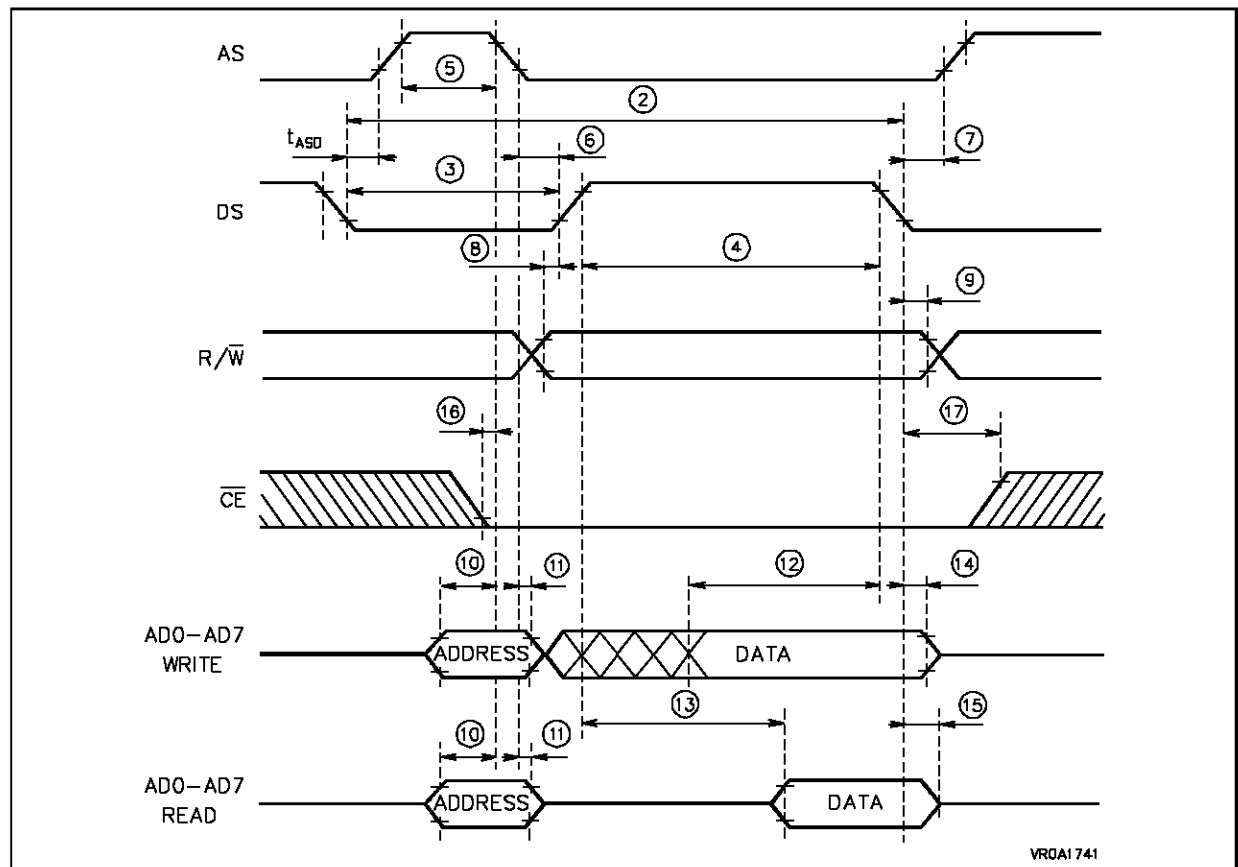 AS
⑤
②
tASD
⑥
⑦
③
DS
⑧
④
⑨
R/W̅
⑯
⑰
C̅E̅
⑩
⑪
⑫
⑭
AD0-AD7
WRITE
ADDRESS
DATA
⑬
⑮
⑩
⑪
AD0-AD7
READ
ADDRESS
DATA
VR0A1741